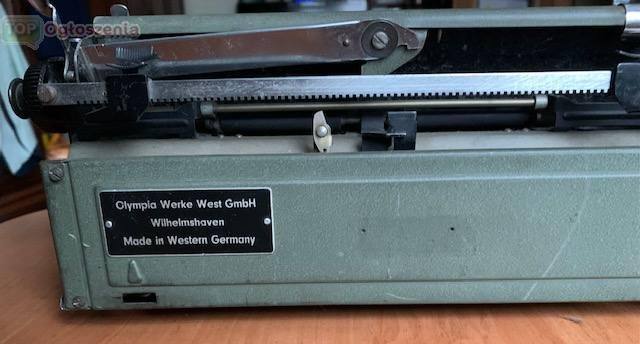 TOP Ogłoszenia
Olympia Werke West GmbH
Wilhelmshaven
Made in Western Germany